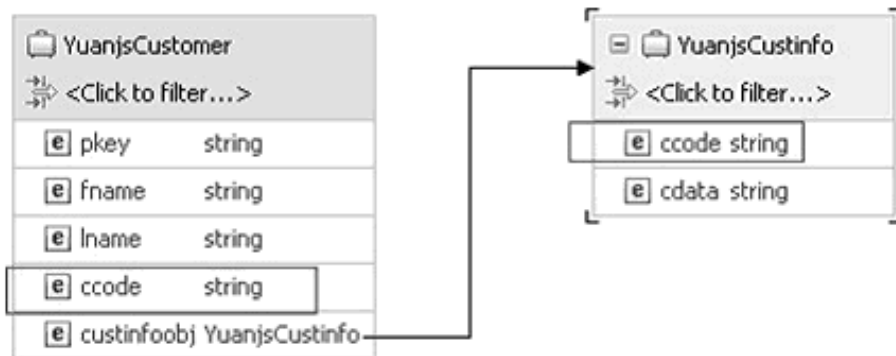 YuanjsCustomer
<Click to filter...>
e pkey string
e fname string
e lname string
e ccode string
e custinfoobj YuanjsCustinfo
YuanjsCustinfo
<Click to filter...>
e ccode string
e cdata string